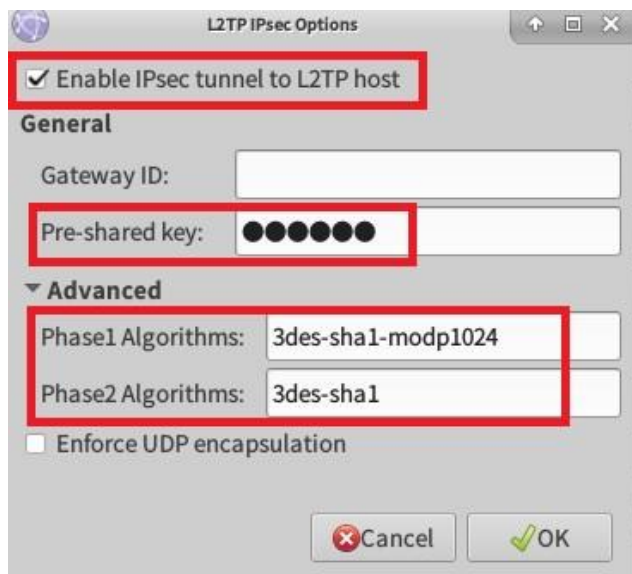 L2TP IPsec Options
Enable IPsec tunnel to L2TP host
General
Gateway ID:
Pre-shared key: ●●●●●●
Advanced
Phase1 Algorithms: 3des-sha1-modp1024
Phase2 Algorithms: 3des-sha1
Enforce UDP encapsulation
Cancel OK